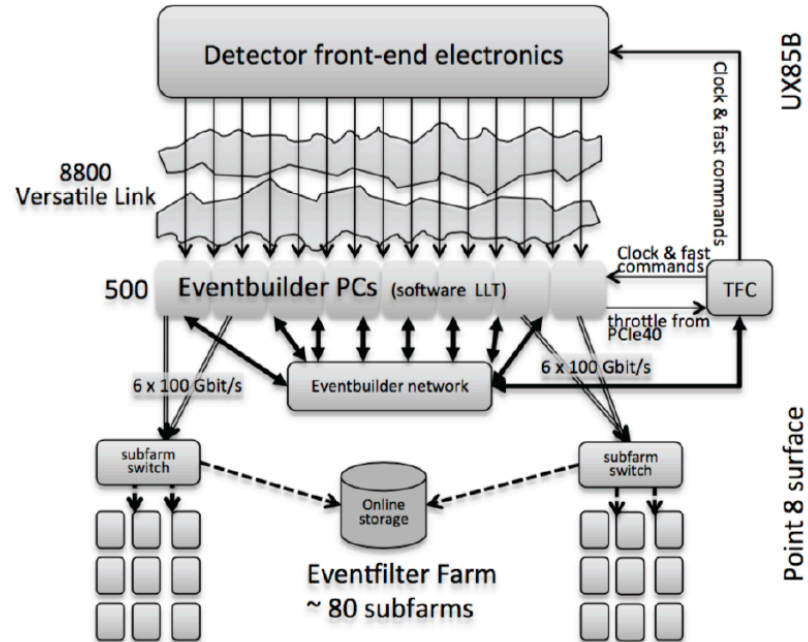 Detector front-end electronics
UX85B
Clock & fast commands
8800
Versatile Link
Clock & fast
commands
TFC
500
Eventbuilder PCs (software LLT)
throttle from
PCIe40
6 x 100 Gbit/s
Eventbuilder network
6 x 100 Gbit/s
subfarm
switch
Online
storage
subfarm
switch
Point 8 surface
Eventfilter Farm
~ 80 subfarms